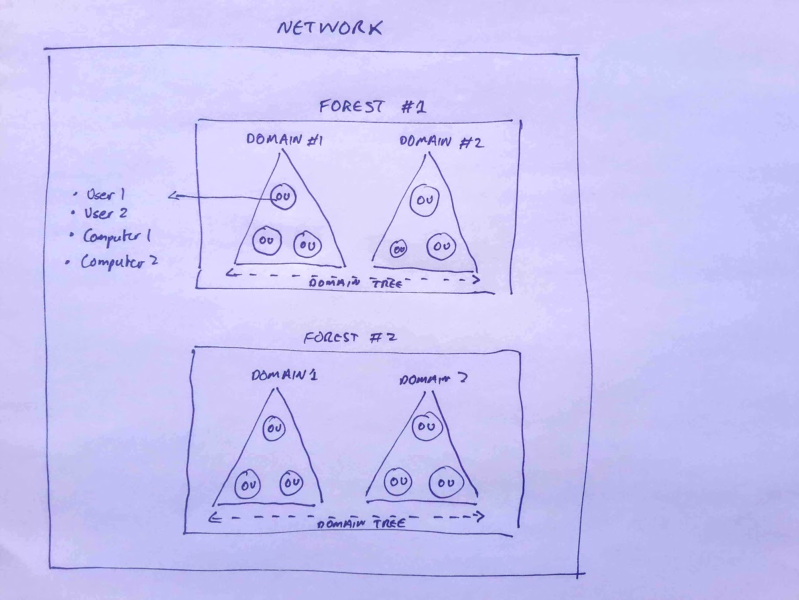 NETWORK
FOREST #1
DOMAIN #1 DOMAIN #2
OU OU
• User 1
• User 2
• Computer 1
• Computer 2
OU OU OU OU
DOMAIN TREE
FOREST #2
DOMAIN 1 DOMAIN 2
OU OU
OU OU OU OU
DOMAIN TREE